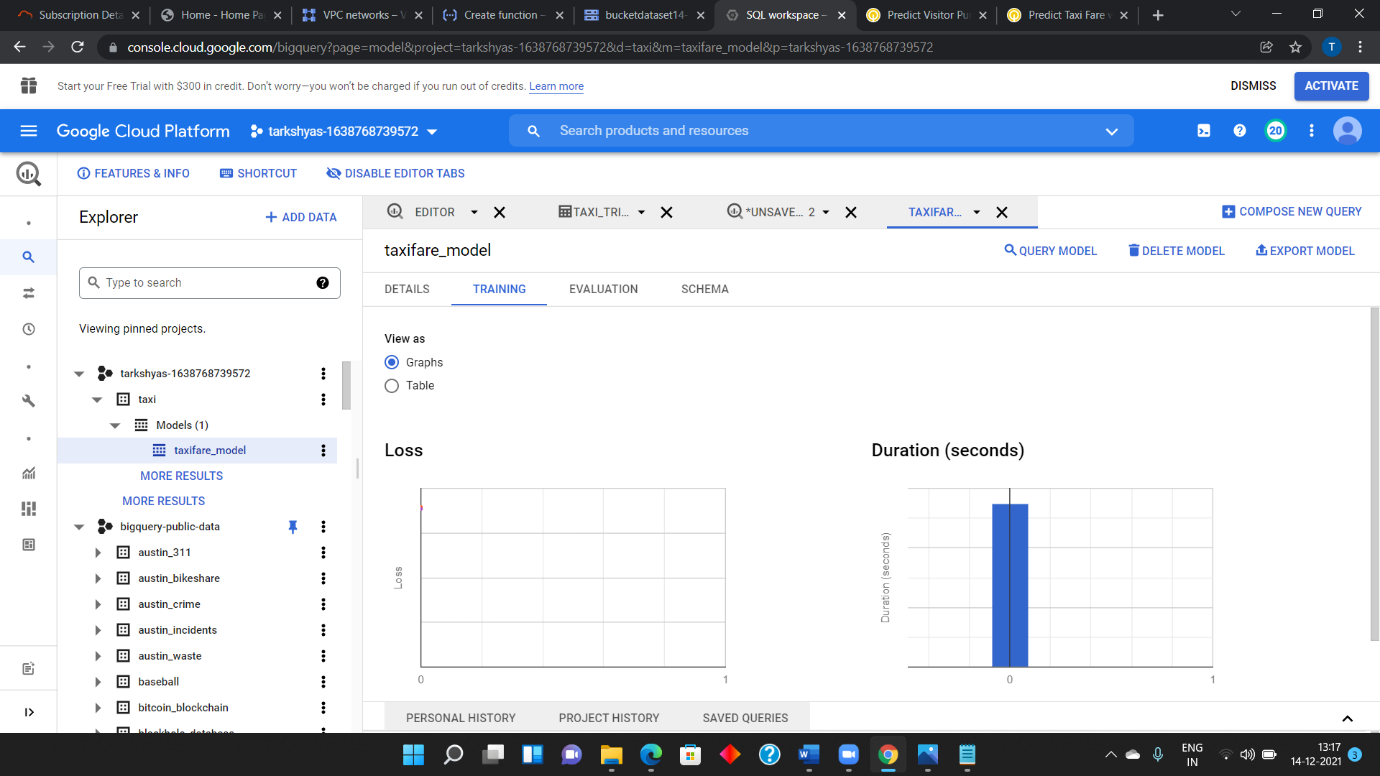 Subscription Deta
Home - Home Pa
VPC networks – V
Create function –
bucketdataset14-
SQL workspace –
Predict Visitor Pu
Predict Taxi Fare v
console.cloud.google.com/bigquery?page=model&project=tarkshyas-1638768739572&d=taxi&m=taxifare_model&p=tarkshyas-1638768739572
T
Start your Free Trial with $300 in credit. Don't worry—you won't be charged if you run out of credits. Learn more
DISMISS
ACTIVATE
Google Cloud Platform
tarkshyas-1638768739572
Search products and resources
20
FEATURES & INFO
SHORTCUT
DISABLE EDITOR TABS
Explorer
+ ADD DATA
EDITOR
TAXI_TRI...
*UNSAVE... 2
TAXIFAR...
COMPOSE NEW QUERY
taxifare_model
QUERY MODEL
DELETE MODEL
EXPORT MODEL
Type to search
DETAILS
TRAINING
EVALUATION
SCHEMA
Viewing pinned projects.
View as
Graphs
Table
tarkshyas-1638768739572
taxi
Models (1)
taxifare_model
MORE RESULTS
MORE RESULTS
bigquery-public-data
austin_311
austin_bikeshare
austin_crime
austin_incidents
austin_waste
baseball
bitcoin_blockchain
Loss
Loss
0
1
Duration (seconds)
Duration (seconds)
0
1
PERSONAL HISTORY
PROJECT HISTORY
SAVED QUERIES
ENG
IN
13:17
14-12-2021
3